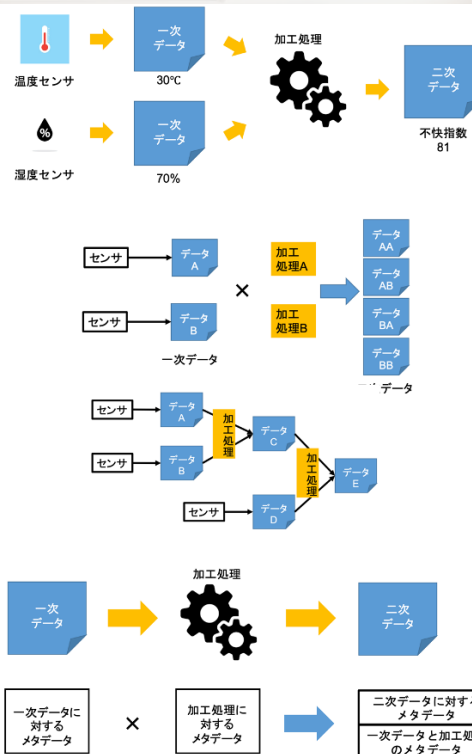 一次
データ
加工処理
二次
データ
温度センサ
30℃
%
一次
データ
不快指数
81
湿度センサ
70%
センサ
データ
A
加工
処理A
データ
AA
データ
AB
×
センサ
データ
B
加工
処理B
データ
BA
データ
BB
一次データ
データ
センサ
データ
A
加工処理
データ
C
センサ
データ
B
加工処理
データ
E
センサ
データ
D
加工処理
一次
データ
二次
データ
一次データに
対する
メタデータ
×
加工処理に
対する
メタデータ
二次データに対す
メタデータ
一次データと加工処
のメタデータ